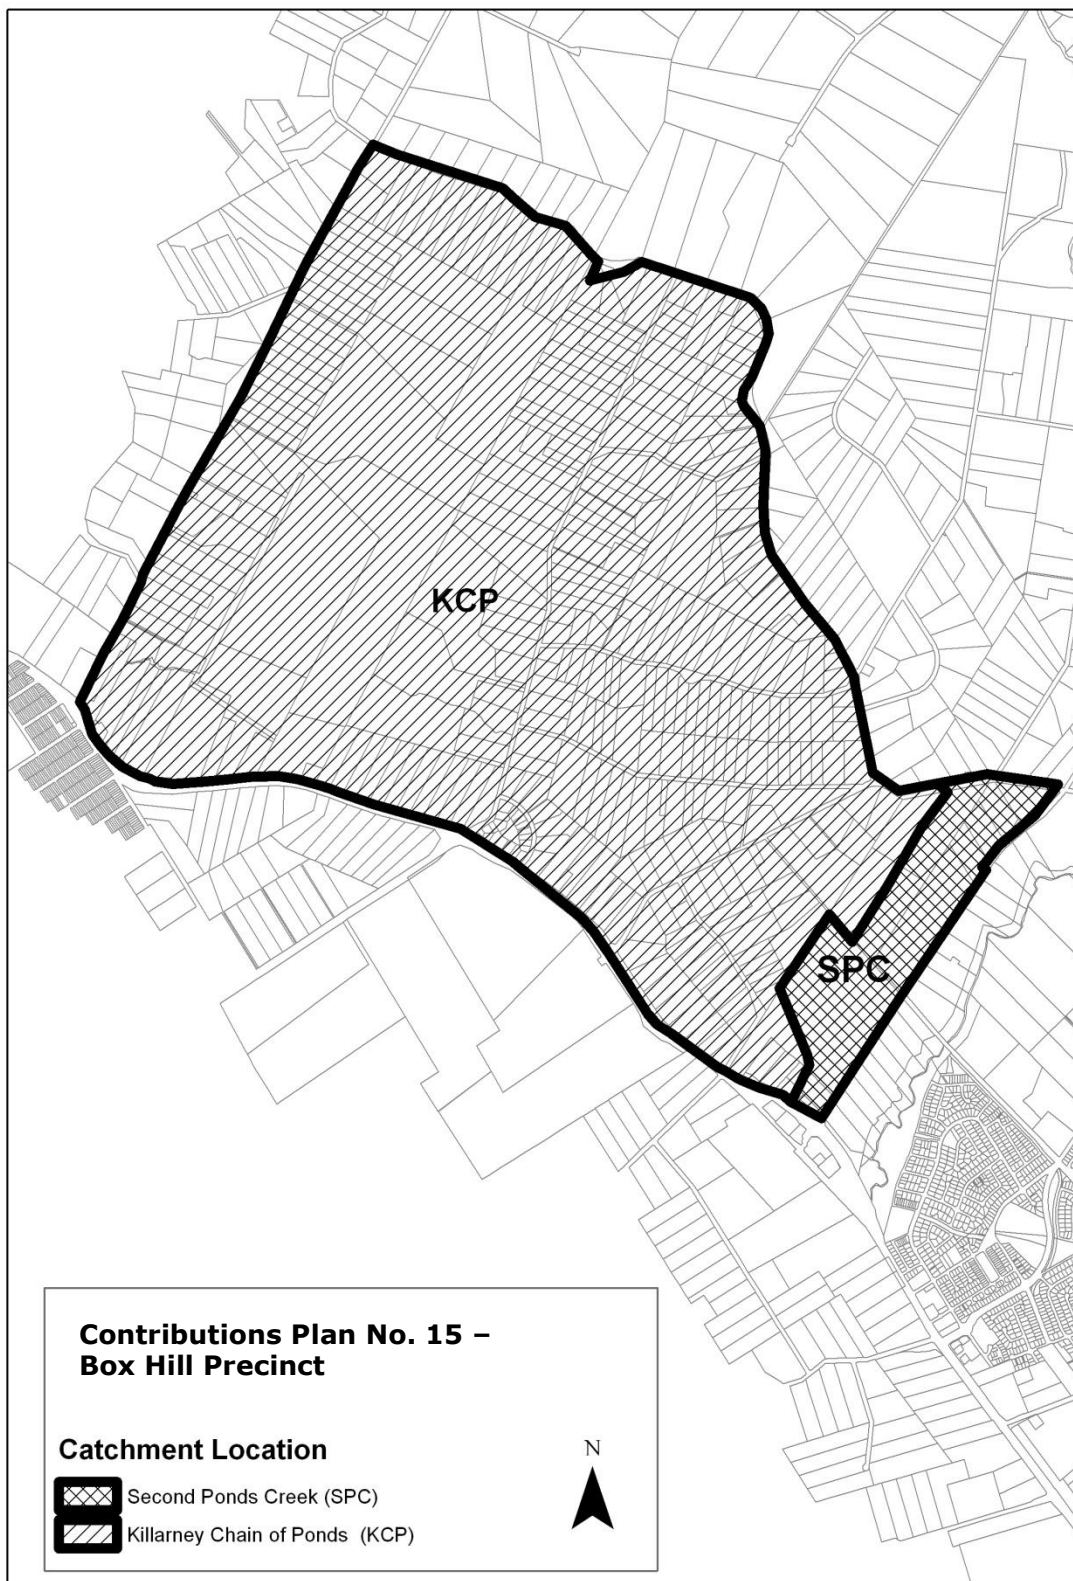 KCP
SPC
Contributions Plan No. 15 –
Box Hill Precinct
Catchment Location
N
Second Ponds Creek (SPC)
Killarney Chain of Ponds (KCP)